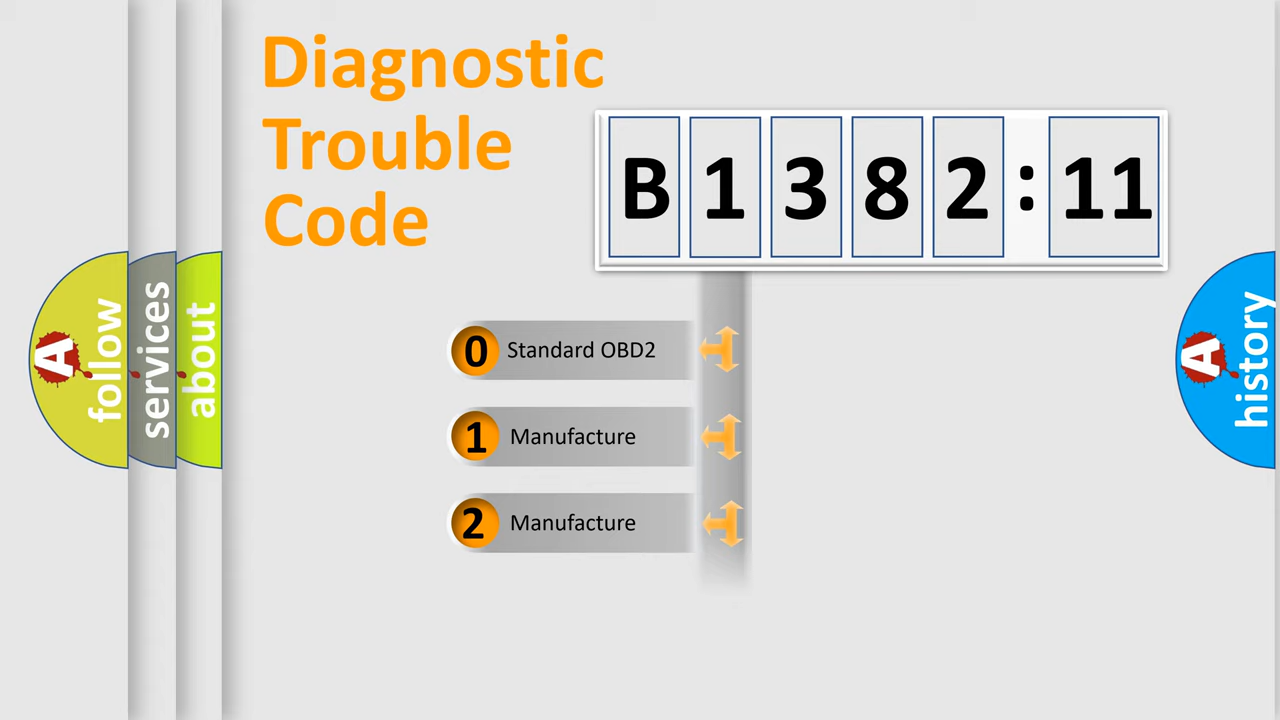 Diagnostic
Trouble
Code
B 1 3 8 2 : 11
0 Standard OBD2
1 Manufacture
2 Manufacture
A follow
services
about
A history